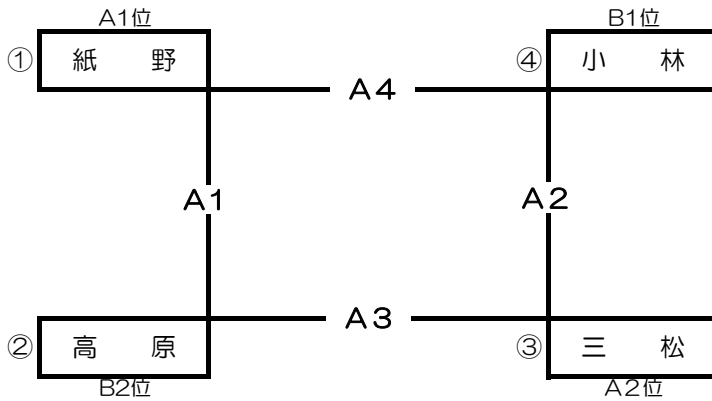 A1位 B1位
① 紙 野 ④ 小 林
A4
A1 A2
A3
② 高 原 ③ 三 松
B2位 A2位